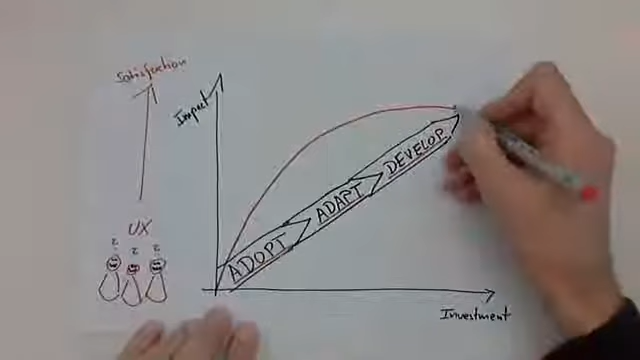 Satisfaction
Impact
UX
? ? ?
ADOPT
ADAPT
DEVELOP
Investment